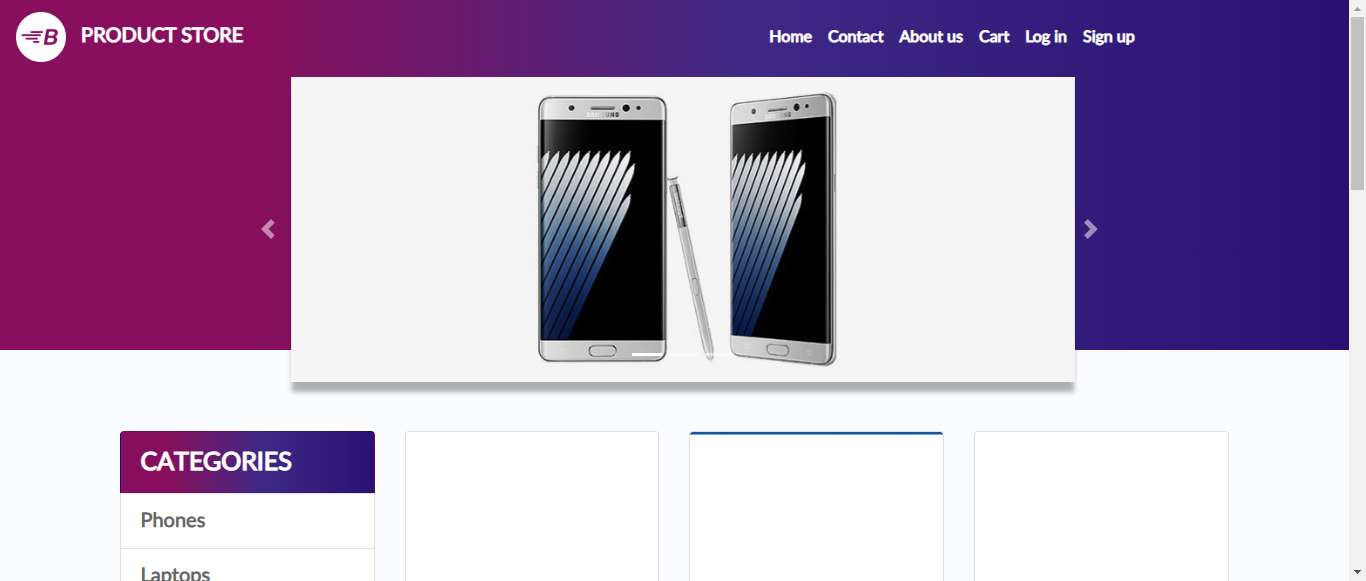 B PRODUCT STORE
Home Contact About us Cart Log in Sign up
SAMSUNG
SAMSUNG
CATEGORIES
Phones
Laptops